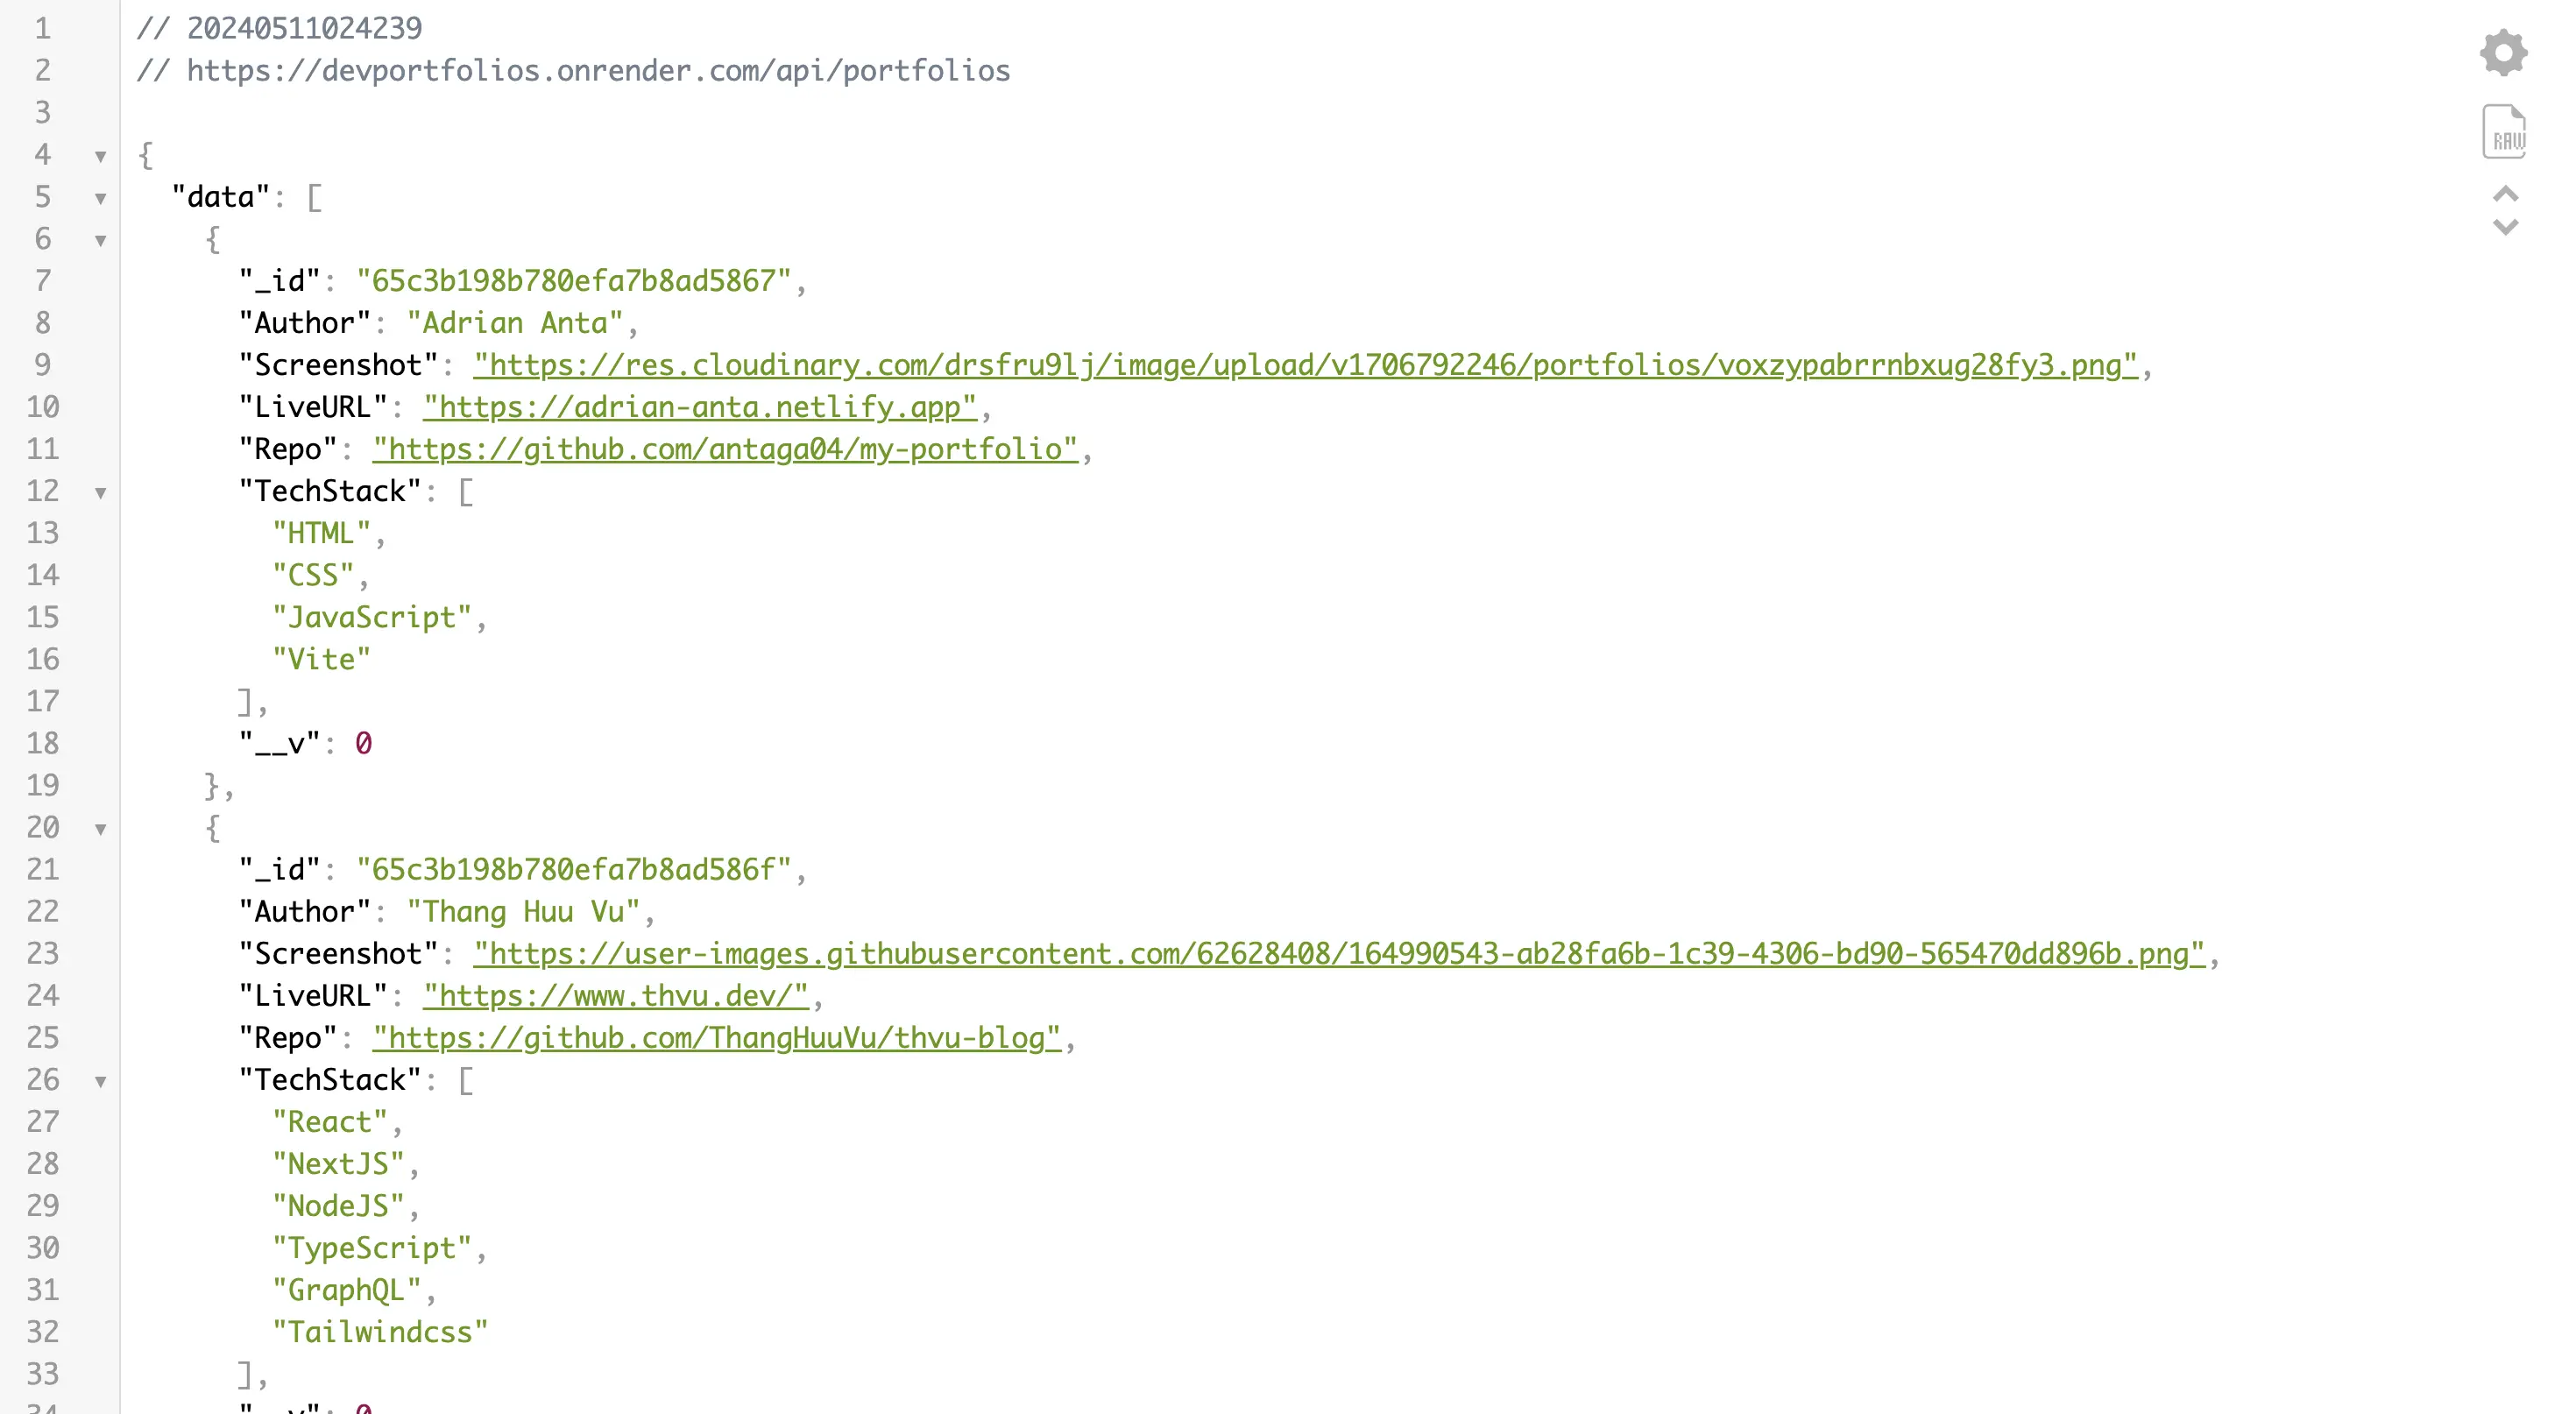 1 // 20240511024239
2 // https://devportfolios.onrender.com/api/portfolios
3
4 {
5 "data": [
6 {
7 "_id": "65c3b198b780efa7b8ad5867",
8 "Author": "Adrian Anta",
9 "Screenshot": "https://res.cloudinary.com/drsfru9lj/image/upload/v1706792246/portfolios/voxzypabrrnbxug28fy3.png",
10 "LiveURL": "https://adrian-anta.netlify.app",
11 "Repo": "https://github.com/antaga04/my-portfolio",
12 "TechStack": [
13 "HTML",
14 "CSS",
15 "JavaScript",
16 "Vite"
17 ],
18 "__v": 0
19 },
20 {
21 "_id": "65c3b198b780efa7b8ad586f",
22 "Author": "Thang Huu Vu",
23 "Screenshot": "https://user-images.githubusercontent.com/62628408/164990543-ab28fa6b-1c39-4306-bd90-565470dd896b.png",
24 "LiveURL": "https://www.thvu.dev/",
25 "Repo": "https://github.com/ThangHuuVu/thvu-blog",
26 "TechStack": [
27 "React",
28 "NextJS",
29 "NodeJS",
30 "TypeScript",
31 "GraphQL",
32 "Tailwindcss"
33 ],
34 "__v": 0
RAW